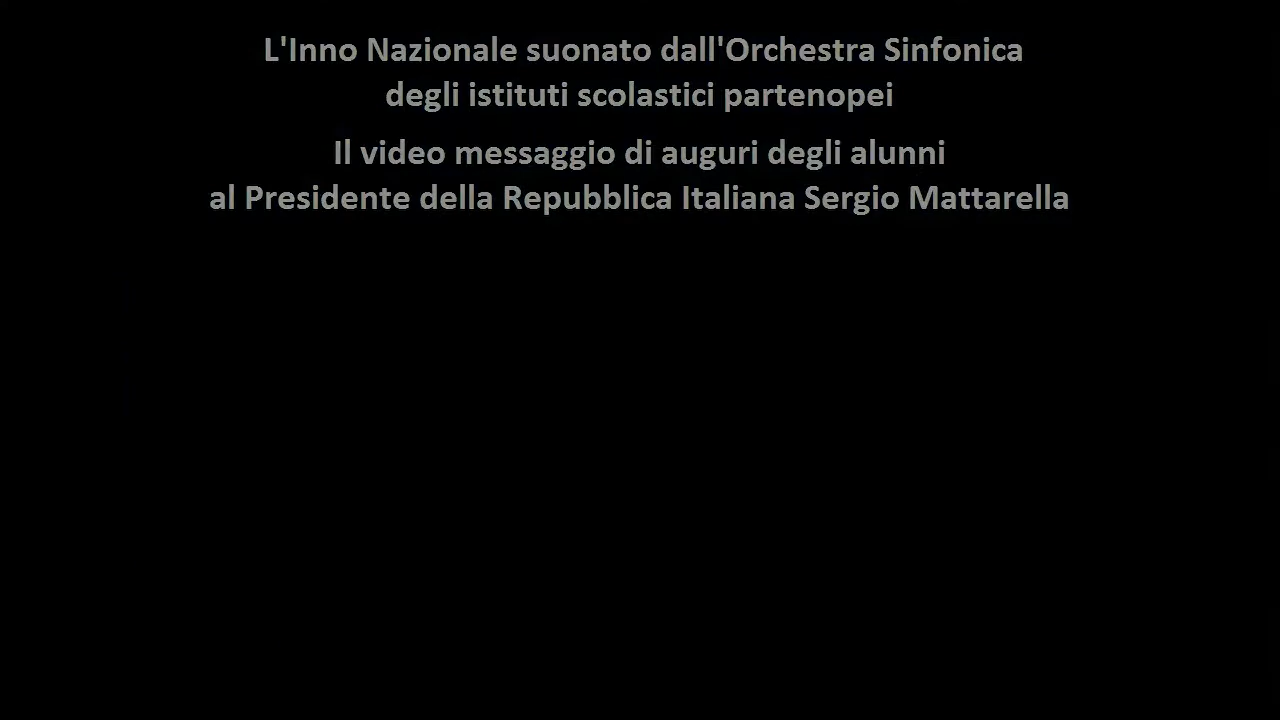 L'Inno Nazionale suonato dall'Orchestra Sinfonica
degli istituti scolastici partenopei
Il video messaggio di auguri degli alunni
al Presidente della Repubblica Italiana Sergio Mattarella